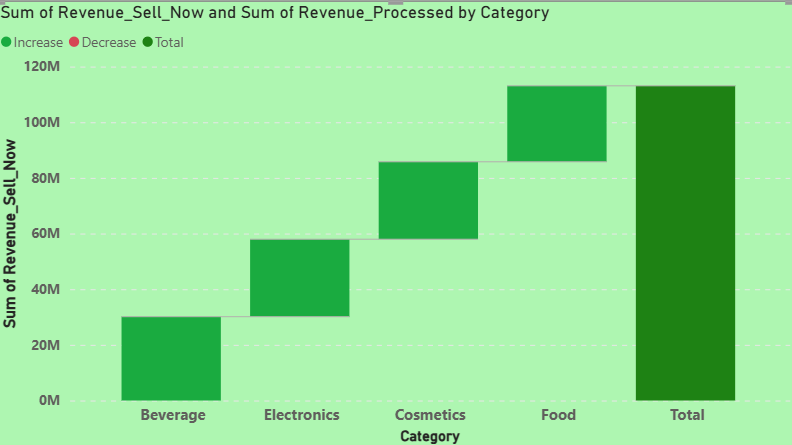 Sum of Revenue_Sell_Now and Sum of Revenue_Processed by Category
Increase Decrease Total
120M
100M
80M
60M
40M
20M
0M
Sum of Revenue_Sell_Now
Beverage Electronics Cosmetics Food Total
Category